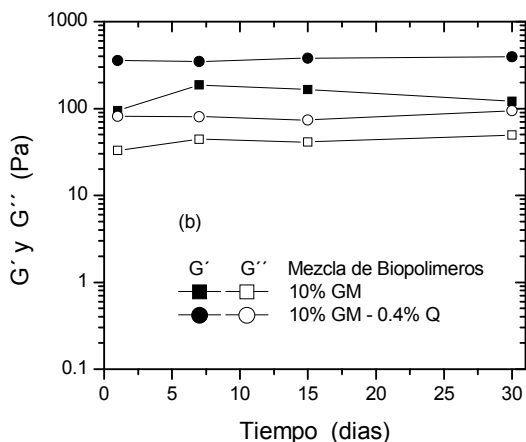 1000
100
10
1
0.1
G´ y G´´ (Pa)
(b)
G´ G´´ Mezcla de Biopolimeros
10% GM
10% GM - 0.4% Q
0 5 10 15 20 25 30
Tiempo (dias)